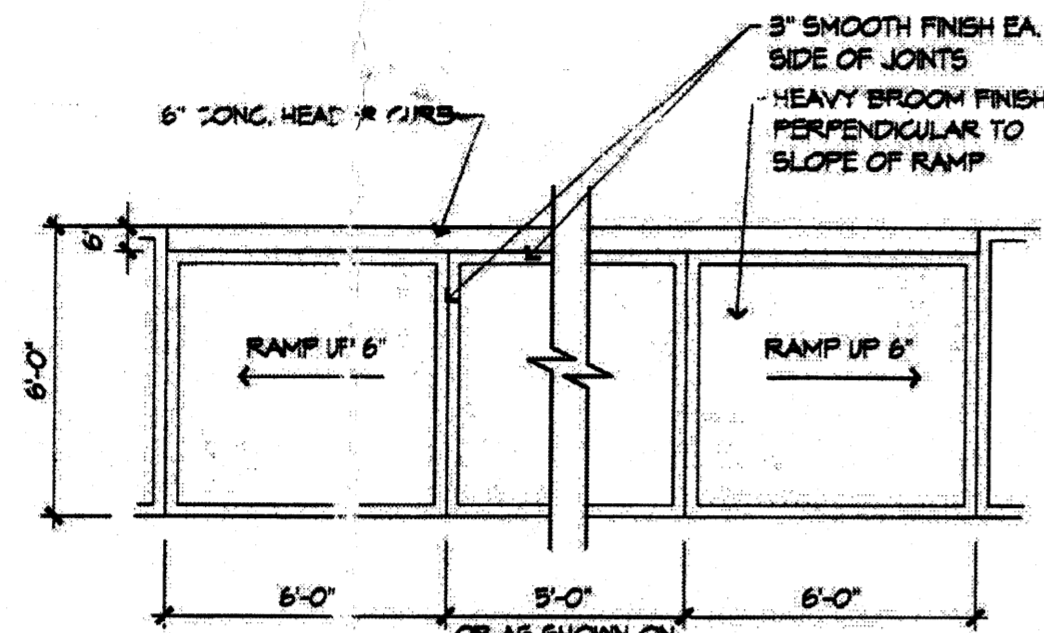 3" SMOOTH FINISH EA.
SIDE OF JOINTS
6" CONC. HEADER CURB
HEAVY BROOM FINISH
PERPENDICULAR TO
SLOPE OF RAMP
6"
6'-0"
RAMP UP 6"
RAMP UP 6"
6'-0"
5'-0"
6'-0"
OR AS SHOWN ON